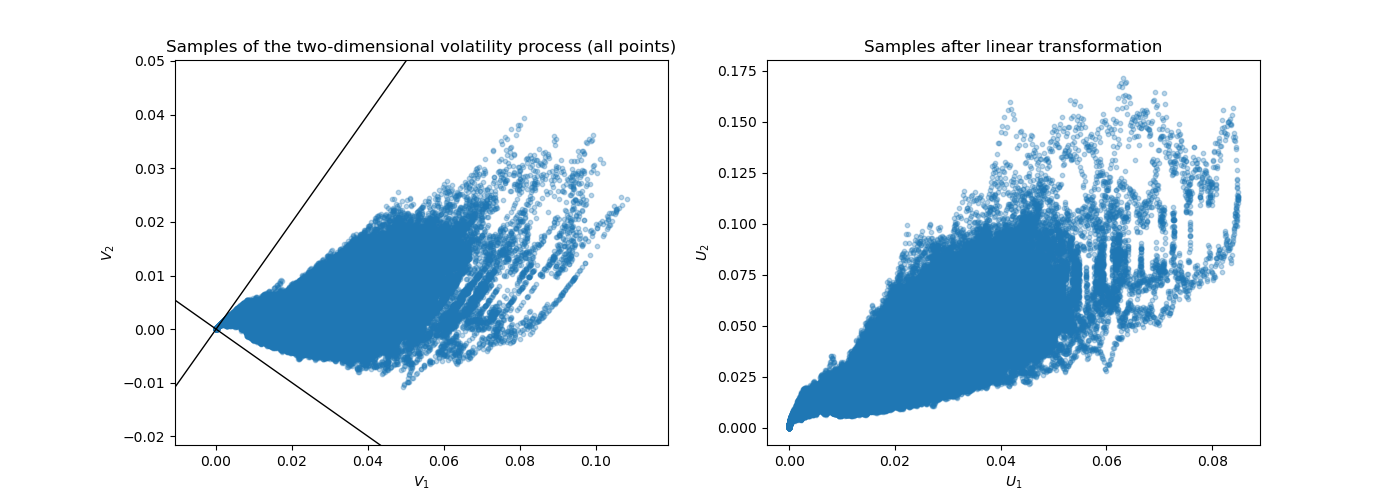 Samples of the two-dimensional volatility process (all points)
0.05
0.04
0.03
0.02
0.01
0.00
−0.01
−0.02
V₂
0.00 0.02 0.04 0.06 0.08 0.10
V₁
Samples after linear transformation
0.175
0.150
0.125
0.100
0.075
0.050
0.025
0.000
U₂
0.00 0.02 0.04 0.06 0.08
U₁